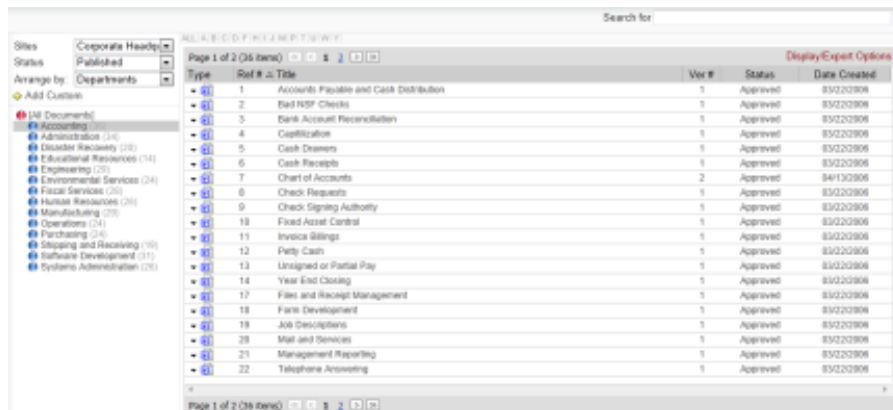 Search for
ALL A B C D F H I J M P T U W Y
Sites Corporate Headq
Status Published
Arrange by: Departments
Add Custom
[All Documents]
Accounting
Administration (34)
Disaster Recovery (28)
Educational Resources (14)
Engineering
Environmental Services (24)
Fiscal Services
Human Resources
Manufacturing
Operations (24)
Purchasing (24)
Shipping and Receiving
Software Development (31)
Systems Administration (26)
Page 1 of 2 (36 items) 1 2
Display/Export Options
Type Ref # Title Ver # Status Date Created
1 Accounts Payable and Cash Distribution 1 Approved 03/22/2006
2 Bad NSF Checks 1 Approved 03/22/2006
3 Bank Account Reconciliation 1 Approved 03/22/2006
4 Capitilization 1 Approved 03/22/2006
5 Cash Drawers 1 Approved 03/22/2006
6 Cash Receipts 1 Approved 03/22/2006
7 Chart of Accounts 2 Approved 04/13/2006
8 Check Requests 1 Approved 03/22/2006
9 Check Signing Authority 1 Approved 03/22/2006
10 Fixed Asset Control 1 Approved 03/22/2006
11 Invoice Billings 1 Approved 03/22/2006
12 Petty Cash 1 Approved 03/22/2006
13 Unsigned or Partial Pay 1 Approved 03/22/2006
14 Year End Closing 1 Approved 03/22/2006
17 Files and Receipt Management 1 Approved 03/22/2006
18 Form Development 1 Approved 03/22/2006
19 Job Descriptions 1 Approved 03/22/2006
20 Mail and Services 1 Approved 03/22/2006
21 Management Reporting 1 Approved 03/22/2006
22 Telephone Answering 1 Approved 03/22/2006
Page 1 of 2 (36 items) 1 2